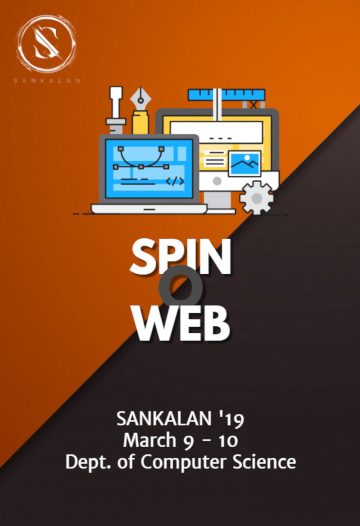 S
SANKALAN
</>
SPIN
O
WEB
SANKALAN '19
March 9 - 10
Dept. of Computer Science